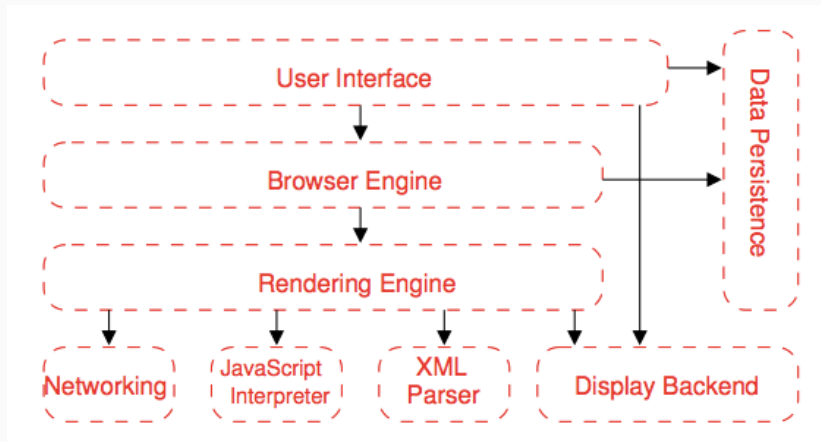 User Interface
Data Persistence
Browser Engine
Rendering Engine
Networking
JavaScript
Interpreter
XML
Parser
Display Backend